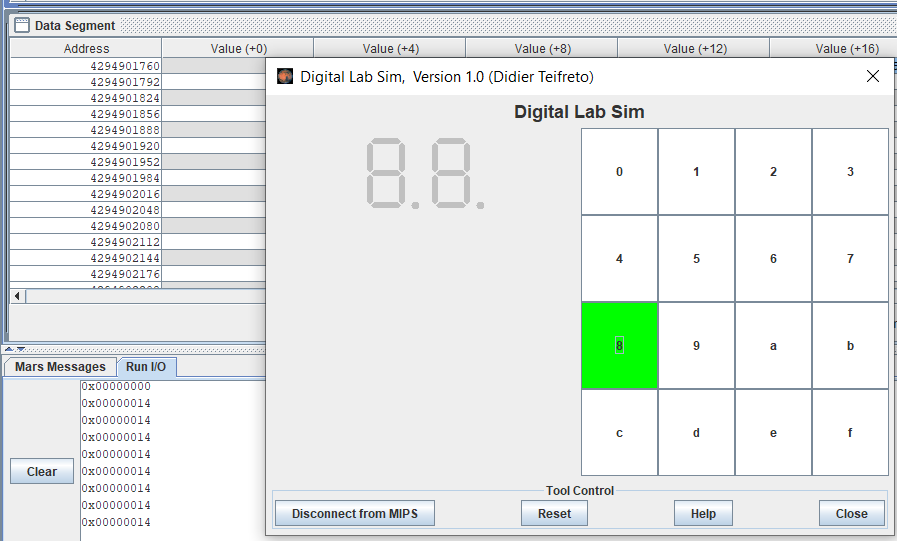 Data Segment
Address Value (+0) Value (+4) Value (+8) Value (+12) Value (+16)
4294901760
4294901792
4294901824
4294901856
4294901888
4294901920
4294901952
4294901984
4294902016
4294902048
4294902080
4294902112
4294902144
4294902176
Mars Messages Run I/O
0x00000000
0x00000014
0x00000014
0x00000014
0x00000014
0x00000014
0x00000014
0x00000014
0x00000014
Clear
Digital Lab Sim, Version 1.0 (Didier Teifreto)
Digital Lab Sim
8.8.
0 1 2 3
4 5 6 7
8 9 a b
c d e f
Tool Control
Disconnect from MIPS Reset Help Close